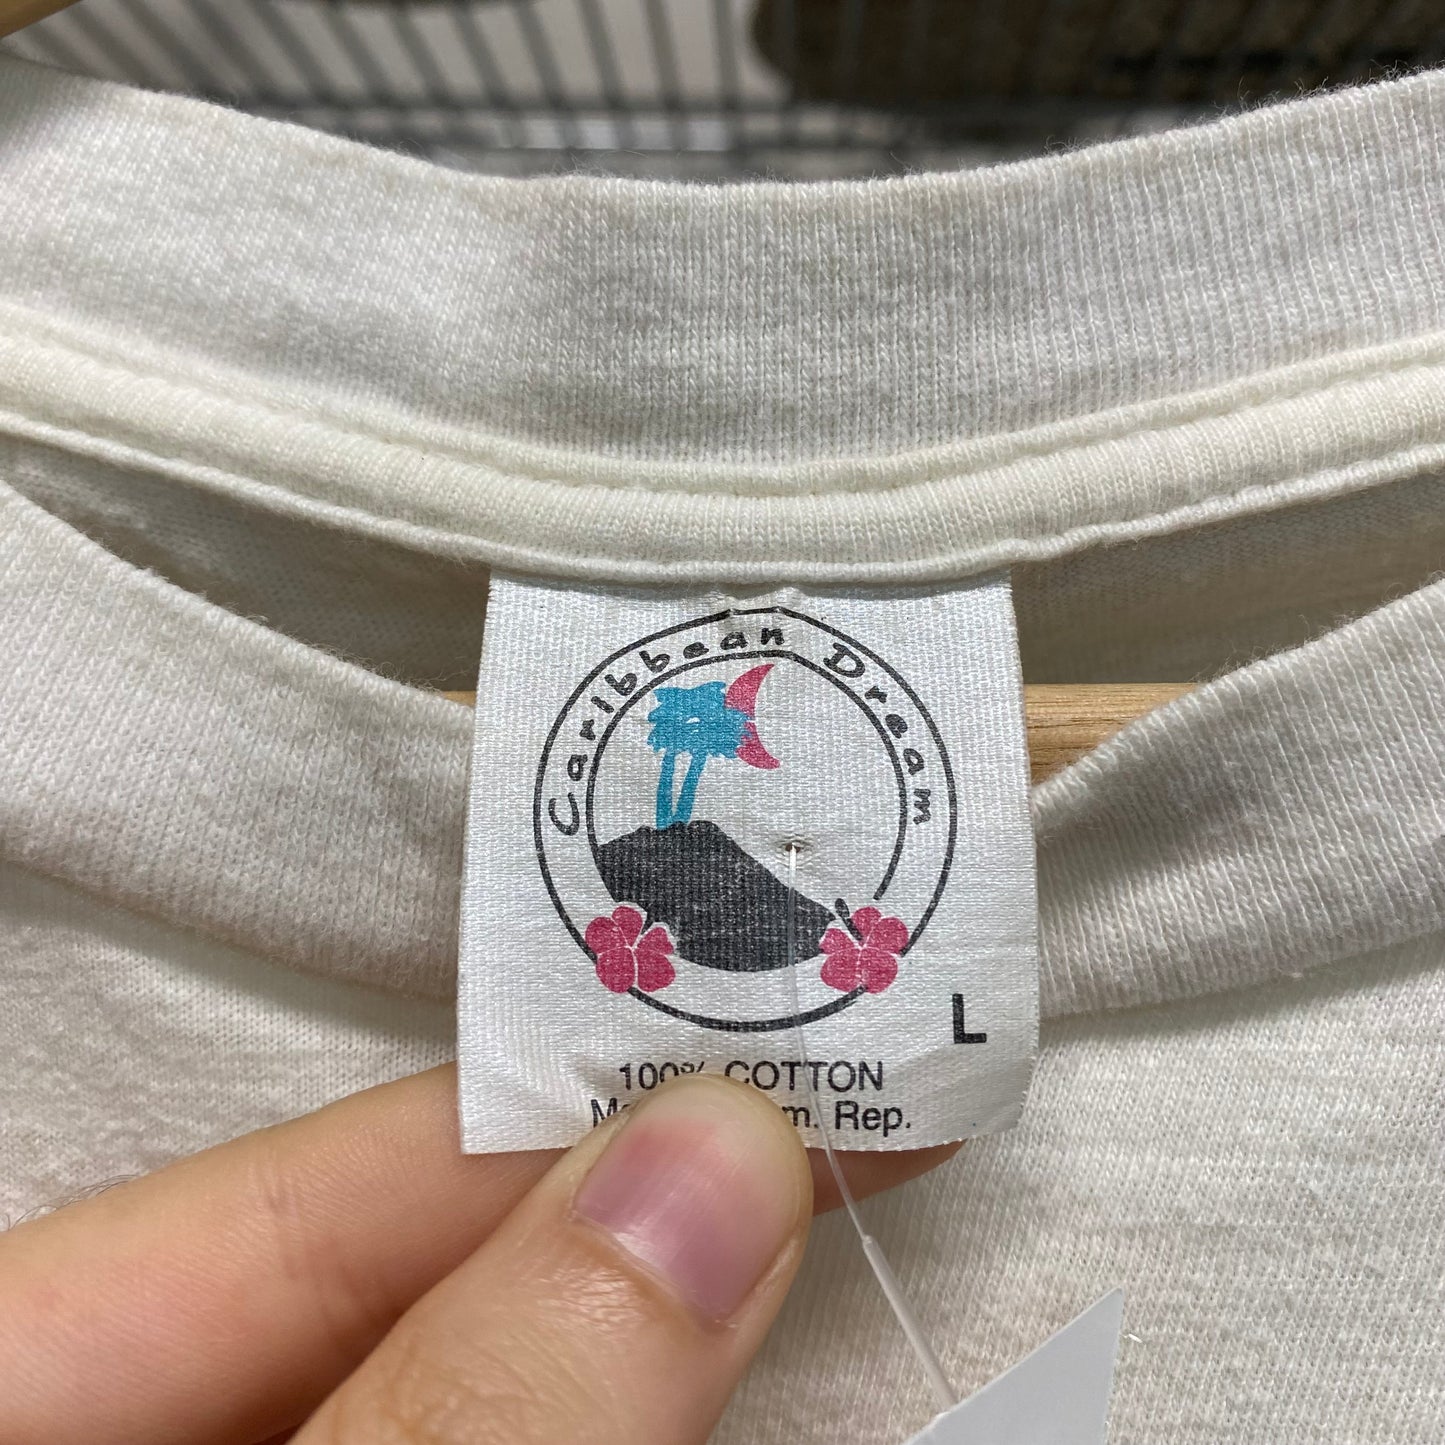 Caribbean Dream
L
100% COTTON
Rep.